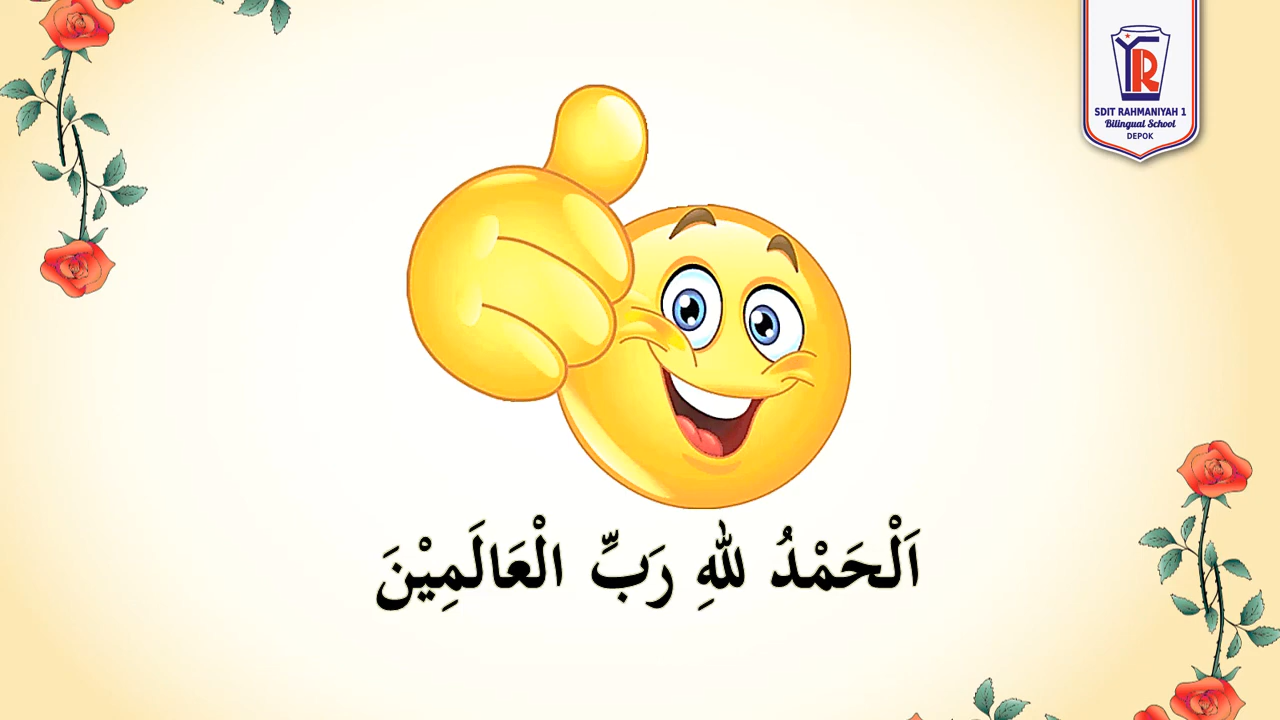 SDIT RAHMANIYAH 1
Bilingual School
DEPOK
اَلْحَمْدُ لِلّٰهِ رَبِّ الْعَالَمِيْنَ